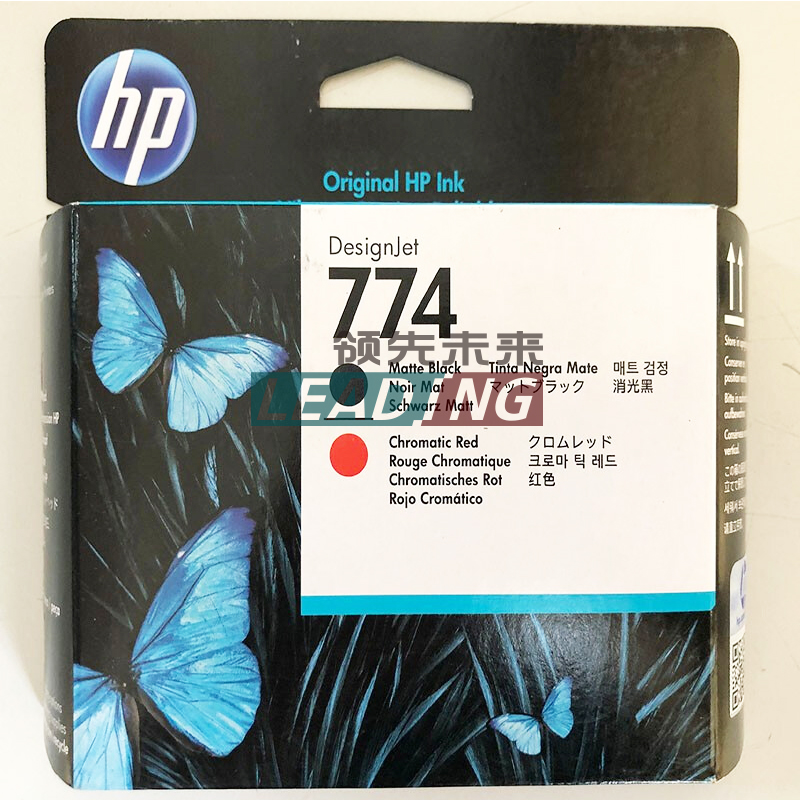 hp
Original HP Ink
DesignJet
774
领先未来
LEADING
Matte Black Tinta Negra Mate 매트 검정
Noir Mat マットブラック 消光黑
Schwarz Matt
Chromatic Red クロムレッド
Rouge Chromatique 크로마 틱 레드
Chromatisches Rot 红色
Rojo Cromático